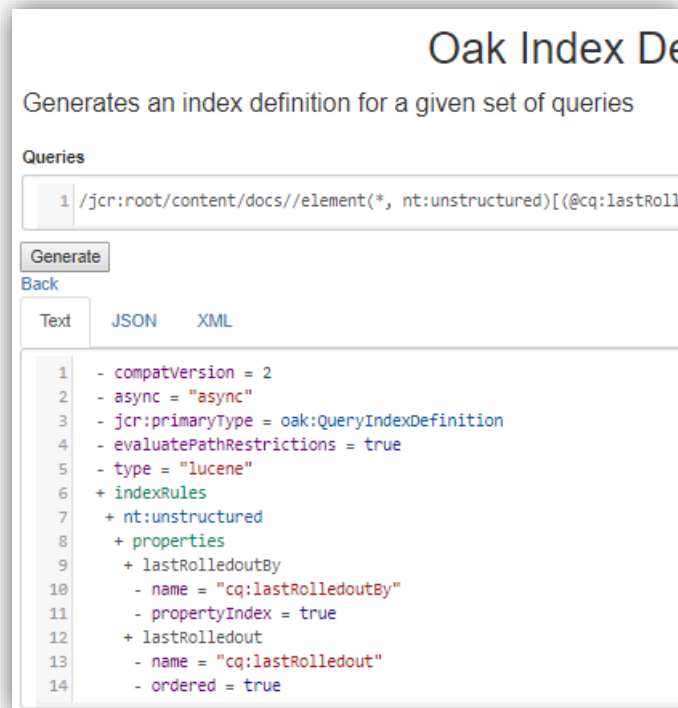 Oak Index De
Generates an index definition for a given set of queries
Queries
1 /jcr:root/content/docs//element(*, nt:unstructured)[(@cq:lastRoll
Generate
Back
Text JSON XML
1 - compatVersion = 2
2 - async = "async"
3 - jcr:primaryType = oak:QueryIndexDefinition
4 - evaluatePathRestrictions = true
5 - type = "lucene"
6 + indexRules
7 + nt:unstructured
8 + properties
9 + lastRolledoutBy
10 - name = "cq:lastRolledoutBy"
11 - propertyIndex = true
12 + lastRolledout
13 - name = "cq:lastRolledout"
14 - ordered = true